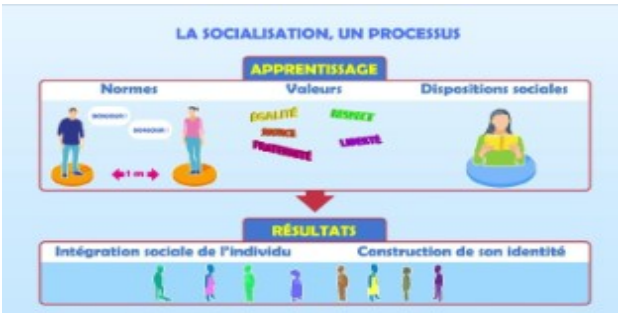 LA SOCIALISATION, UN PROCESSUS
APPRENTISSAGE
Normes Valeurs Dispositions sociales
BONJOUR !
BONJOUR !
1 m
ÉGALITÉ RESPECT
JUSTICE
FRATERNITÉ LIBERTÉ
RÉSULTATS
Intégration sociale de l'individu Construction de son identité